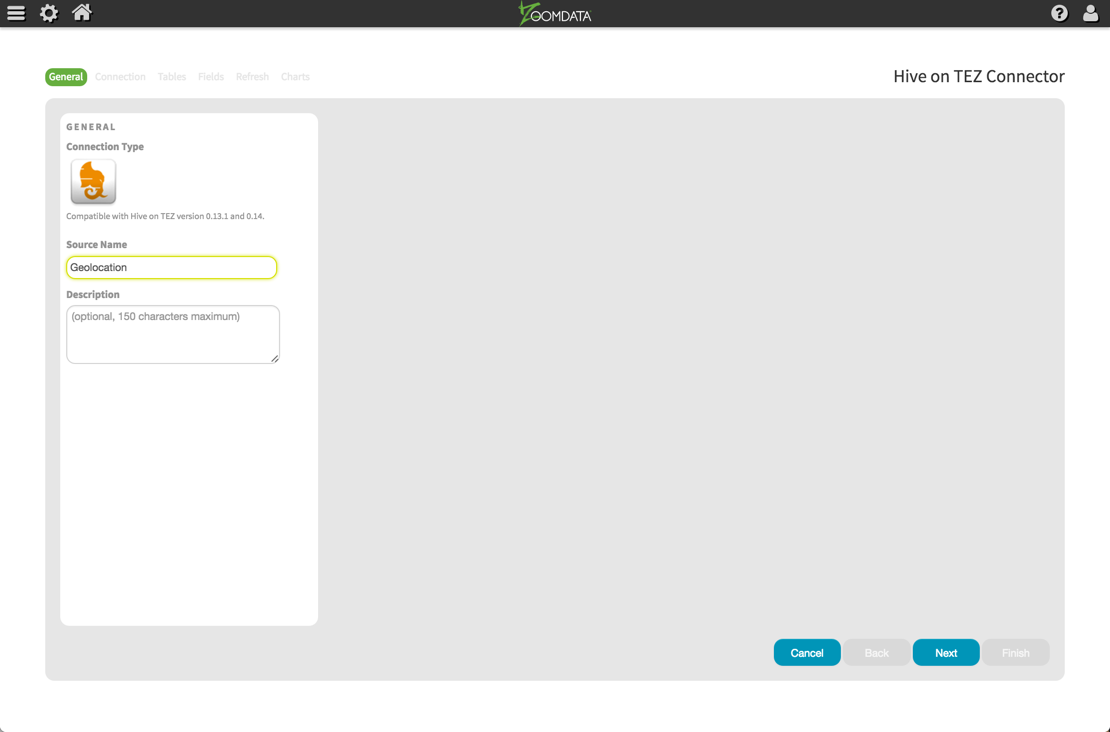 ZOOMDATA
General Connection Tables Fields Refresh Charts
Hive on TEZ Connector
GENERAL
Connection Type
Compatible with Hive on TEZ version 0.13.1 and 0.14.
Source Name
Geolocation
Description
(optional, 150 characters maximum)
Cancel Back Next Finish